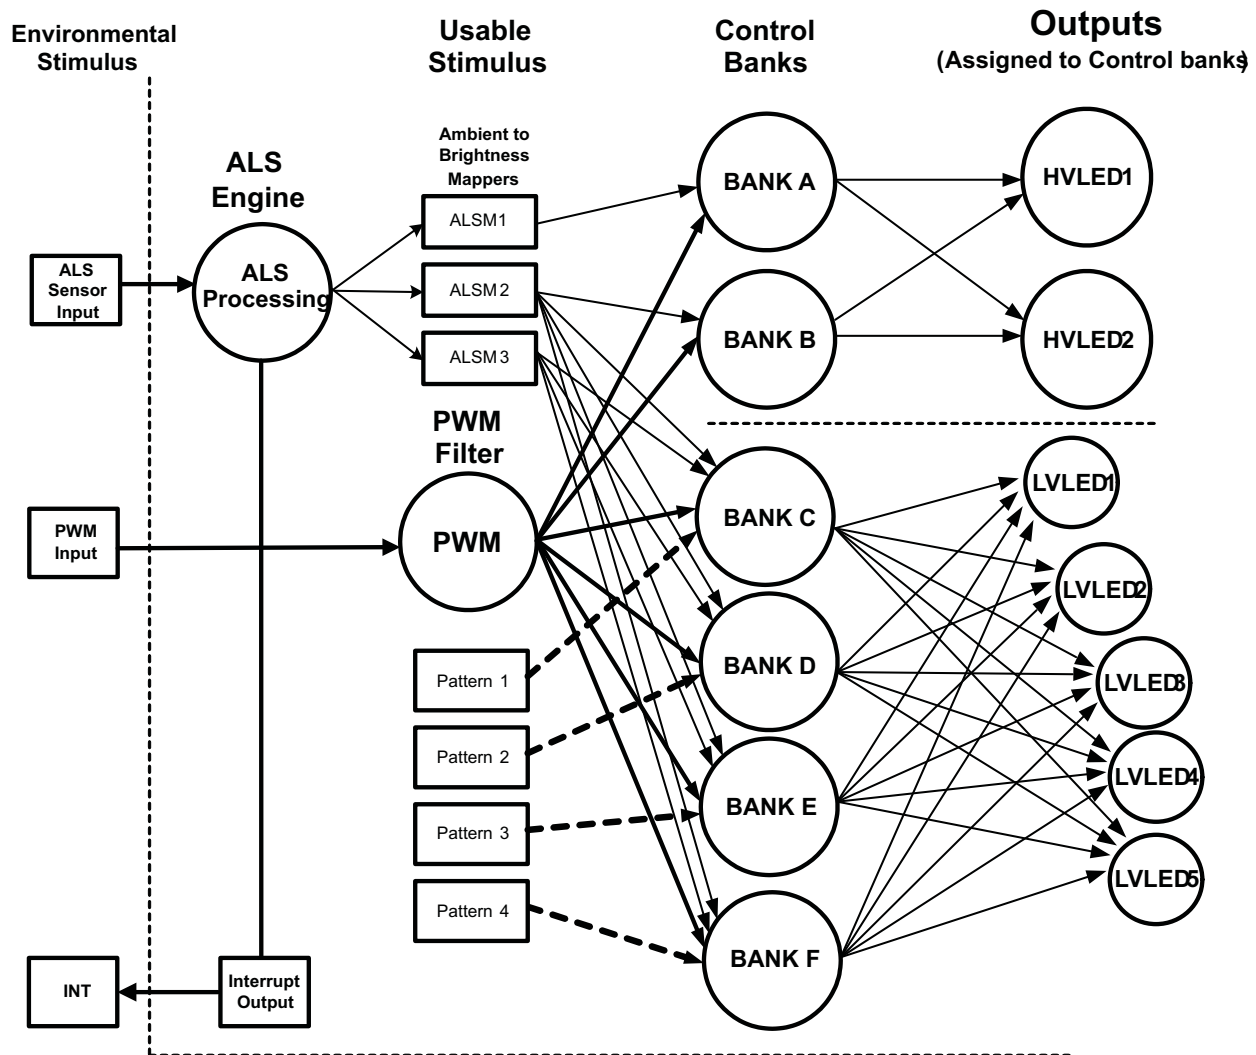 Environmental
Stimulus
Usable
Stimulus
Control
Banks
Outputs
(Assigned to Control banks)
Ambient to
Brightness
Mappers
ALS
Engine
ALS
Processing
ALS
Sensor
Input
ALSM1
ALSM2
ALSM3
BANK A
BANK B
HVLED1
HVLED2
PWM
Filter
PWM
PWM
Input
BANK C
BANK D
BANK E
BANK F
LVLED1
LVLED2
LVLED3
LVLED4
LVLED5
Pattern 1
Pattern 2
Pattern 3
Pattern 4
INT
Interrupt
Output